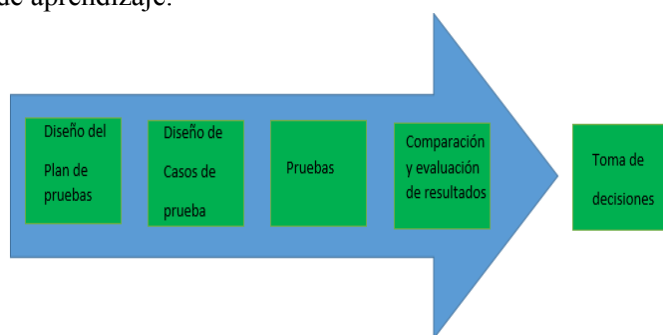 de aprendizaje.
Diseño del
Plan de
pruebas
Diseño de
Casos de
prueba
Pruebas
Comparación
y evaluación
de resultados
Toma de
decisiones